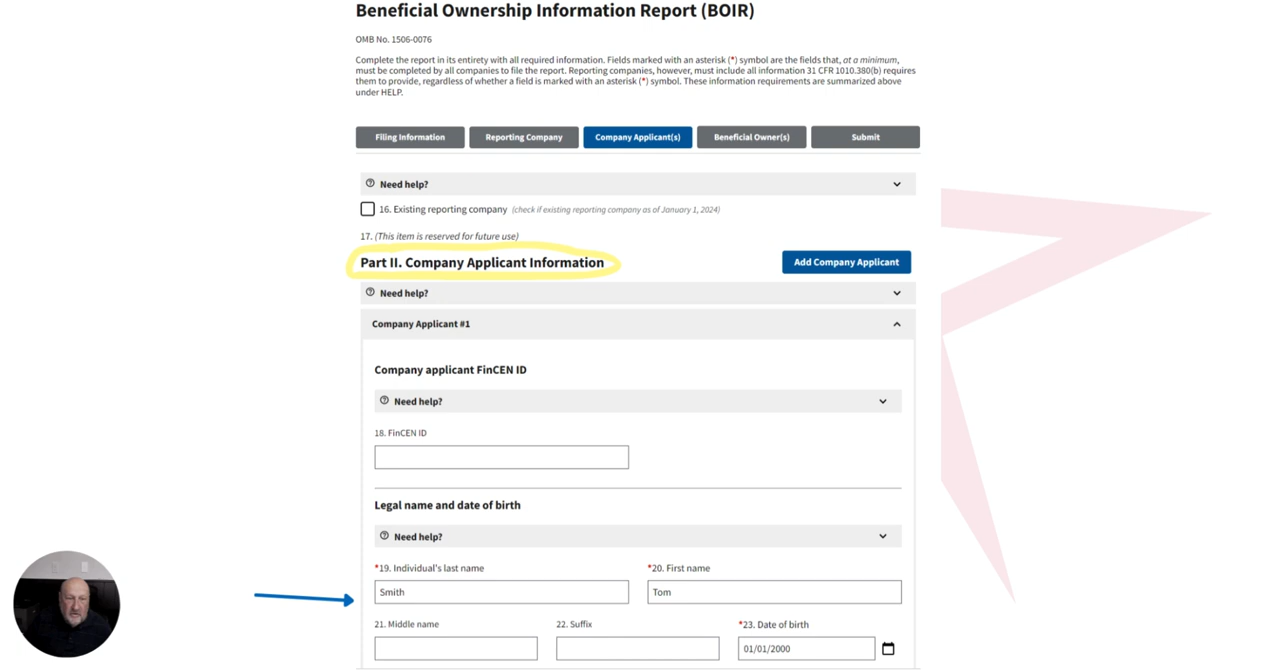 Beneficial Ownership Information Report (BOIR)
OMB No. 1506-0076
Complete the report in its entirety with all required information. Fields marked with an asterisk (*) symbol are the fields that, at a minimum,
must be completed by all companies to file the report. Reporting companies, however, must include all information 31 CFR 1010.380(b) requires
them to provide, regardless of whether a field is marked with an asterisk (*) symbol. These information requirements are summarized above
under HELP.
Filing Information Reporting Company Company Applicant(s) Beneficial Owner(s) Submit
Need help?
16. Existing reporting company (check if existing reporting company as of January 1, 2024)
17. (This item is reserved for future use)
Part II. Company Applicant Information Add Company Applicant
Need help?
Company Applicant #1
Company applicant FinCEN ID
Need help?
18. FinCEN ID
Legal name and date of birth
Need help?
*19. Individual's last name *20. First name
Smith Tom
21. Middle name 22. Suffix *23. Date of birth
01/01/2000